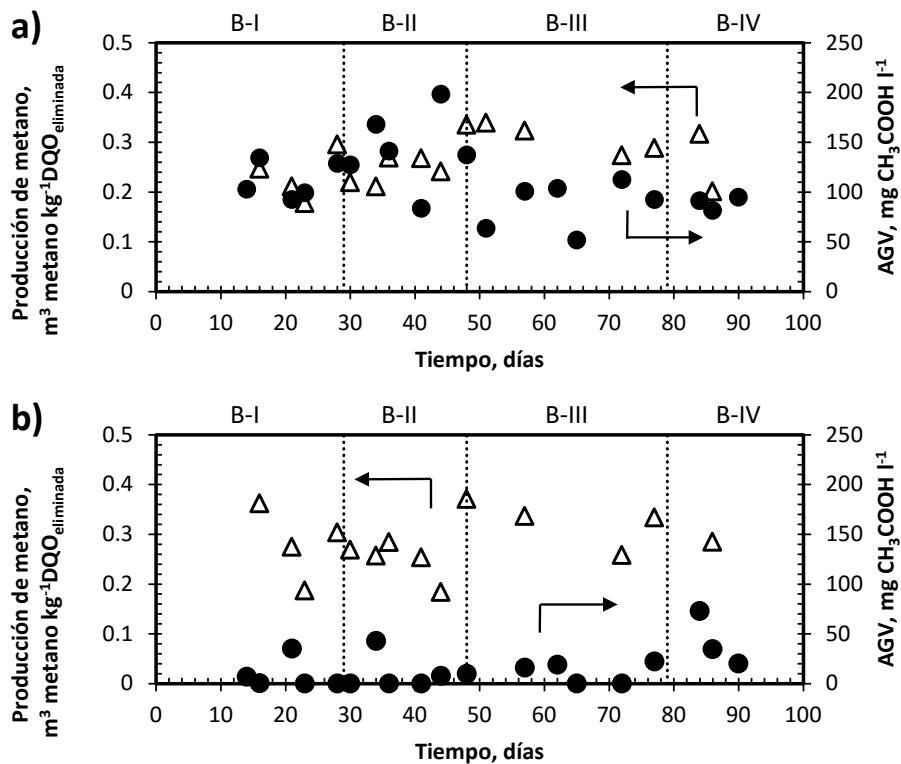 a)
B-I B-II B-III B-IV
Producción de metano,
m³ metano kg⁻¹DQOeliminada
0.5
0.4
0.3
0.2
0.1
0
250
200
150
100
50
0
AGV, mg CH₃COOH l⁻¹
0 10 20 30 40 50 60 70 80 90 100
Tiempo, días
b)
B-I B-II B-III B-IV
Producción de metano,
m³ metano kg⁻¹DQOeliminada
0.5
0.4
0.3
0.2
0.1
0
250
200
150
100
50
0
AGV, mg CH₃COOH l⁻¹
0 10 20 30 40 50 60 70 80 90 100
Tiempo, días